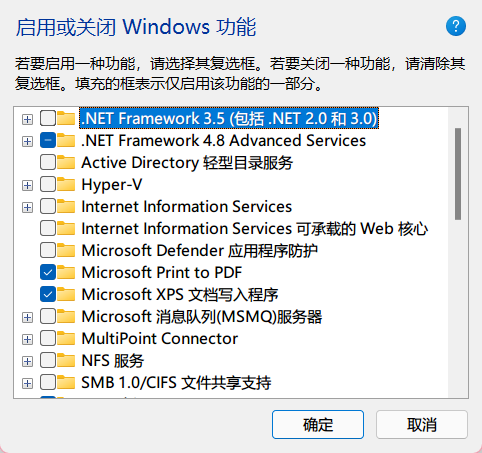 启用或关闭 Windows 功能
?
若要启用一种功能，请选择其复选框。若要关闭一种功能，请清除其
复选框。填充的框表示仅启用该功能的一部分。
.NET Framework 3.5 (包括 .NET 2.0 和 3.0)
.NET Framework 4.8 Advanced Services
Active Directory 轻型目录服务
Hyper-V
Internet Information Services
Internet Information Services 可承载的 Web 核心
Microsoft Defender 应用程序防护
Microsoft Print to PDF
Microsoft XPS 文档写入程序
Microsoft 消息队列(MSMQ)服务器
MultiPoint Connector
NFS 服务
SMB 1.0/CIFS 文件共享支持
确定
取消